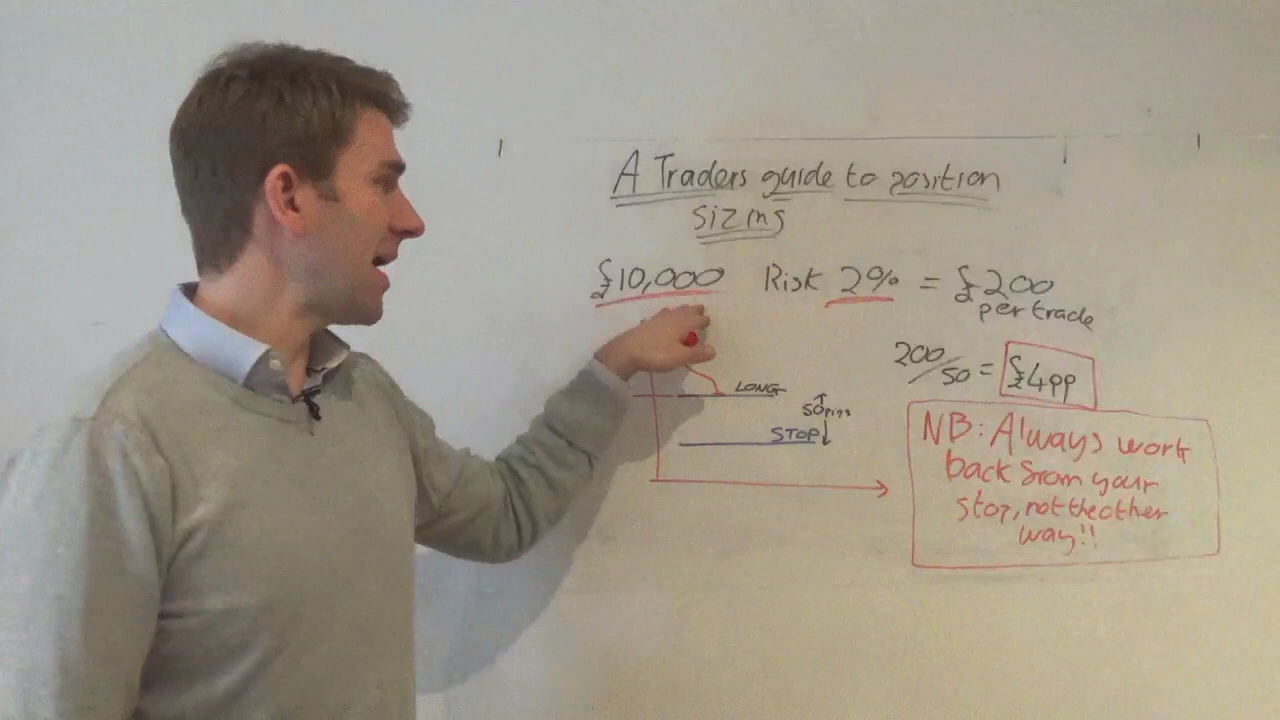 A Traders guide to position
sizing
£10,000 Risk 2% = £200
per trade
200/50 = £4pp
LONG
50pips
STOP
NB: Always work
back from your
stop, not the other
way!!